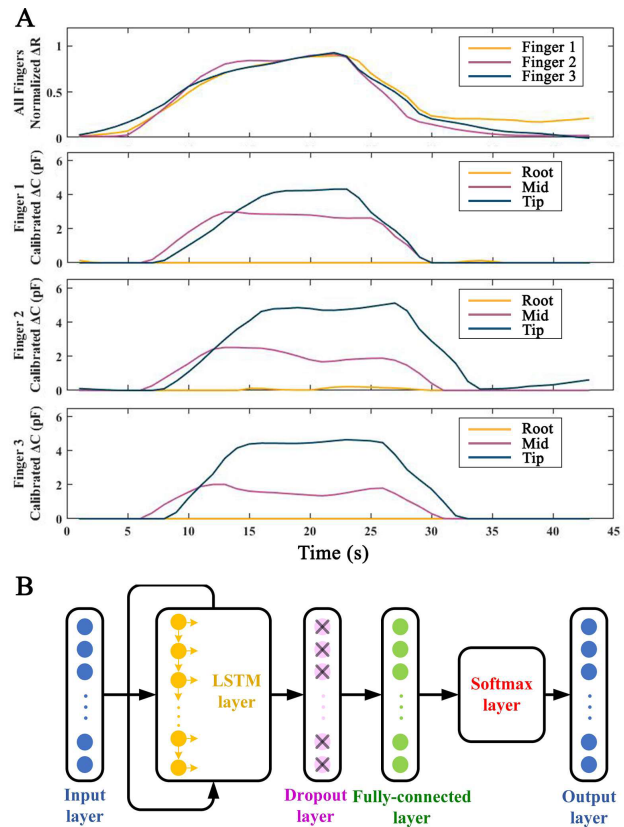 A
All Fingers
Normalized ΔR
1
0.5
0
Finger 1
Finger 2
Finger 3
Finger 1
Calibrated ΔC (pF)
6
4
2
0
Root
Mid
Tip
Finger 2
Calibrated ΔC (pF)
6
4
2
0
Root
Mid
Tip
Finger 3
Calibrated ΔC (pF)
6
4
2
0
Root
Mid
Tip
0 5 10 15 20 25 30 35 40 45
Time (s)
B
LSTM
layer
Softmax
layer
Input
layer
Dropout
layer
Fully-connected
layer
Output
layer